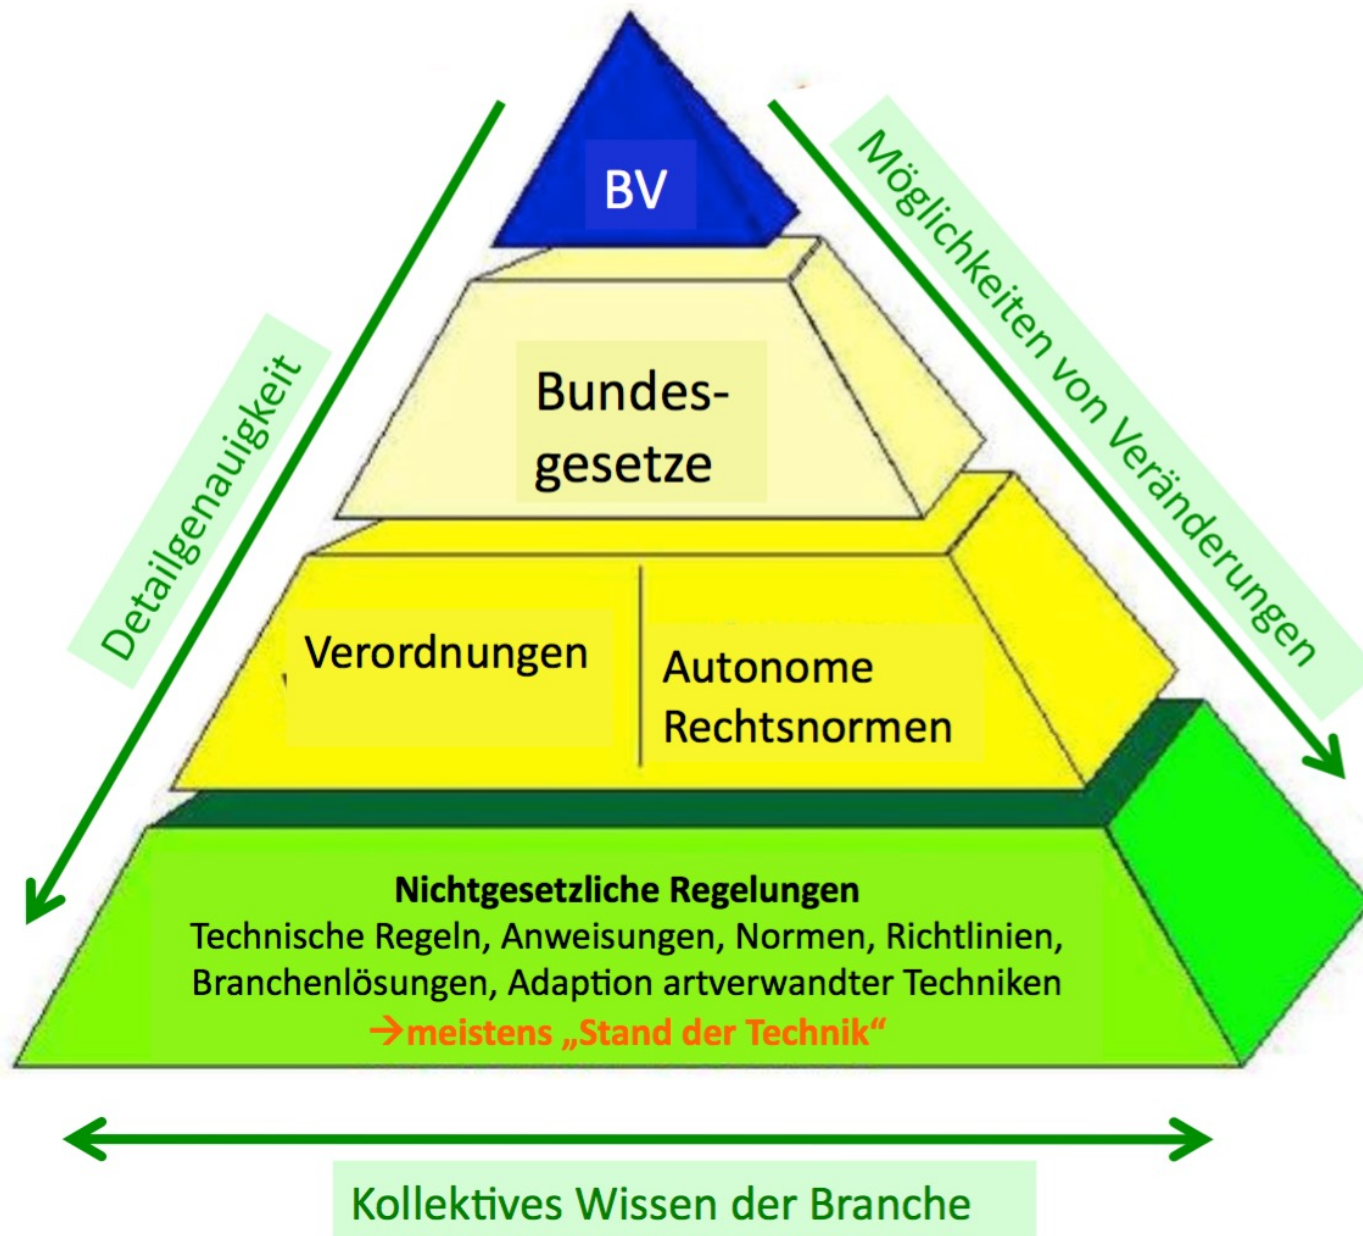 BV
Möglichkeiten von Veränderungen
Detailgenauigkeit
Bundes-
gesetze
Verordnungen
Autonome
Rechtsnormen
Nichtgesetzliche Regelungen
Technische Regeln, Anweisungen, Normen, Richtlinien,
Branchenlösungen, Adaption artverwandter Techniken
→meistens „Stand der Technik“
Kollektives Wissen der Branche